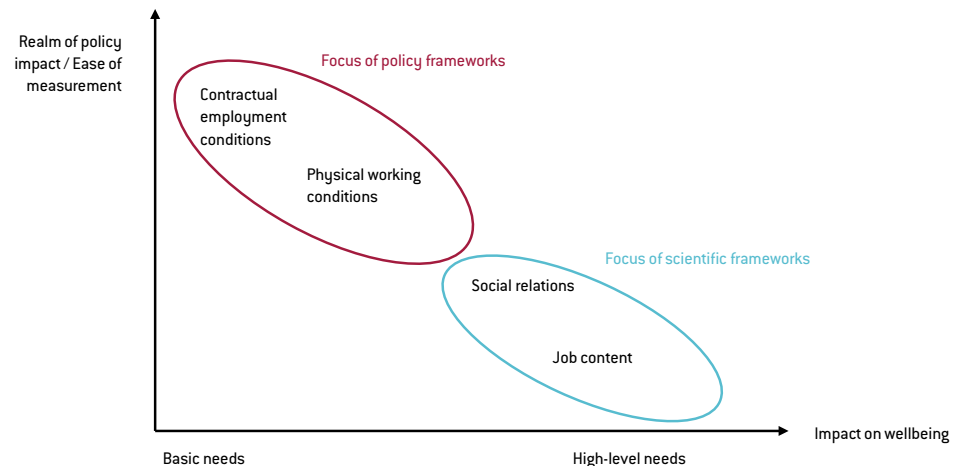 Realm of policy
impact / Ease of
measurement
Focus of policy frameworks
Contractual
employment
conditions
Physical working
conditions
Focus of scientific frameworks
Social relations
Job content
Impact on wellbeing
Basic needs
High-level needs